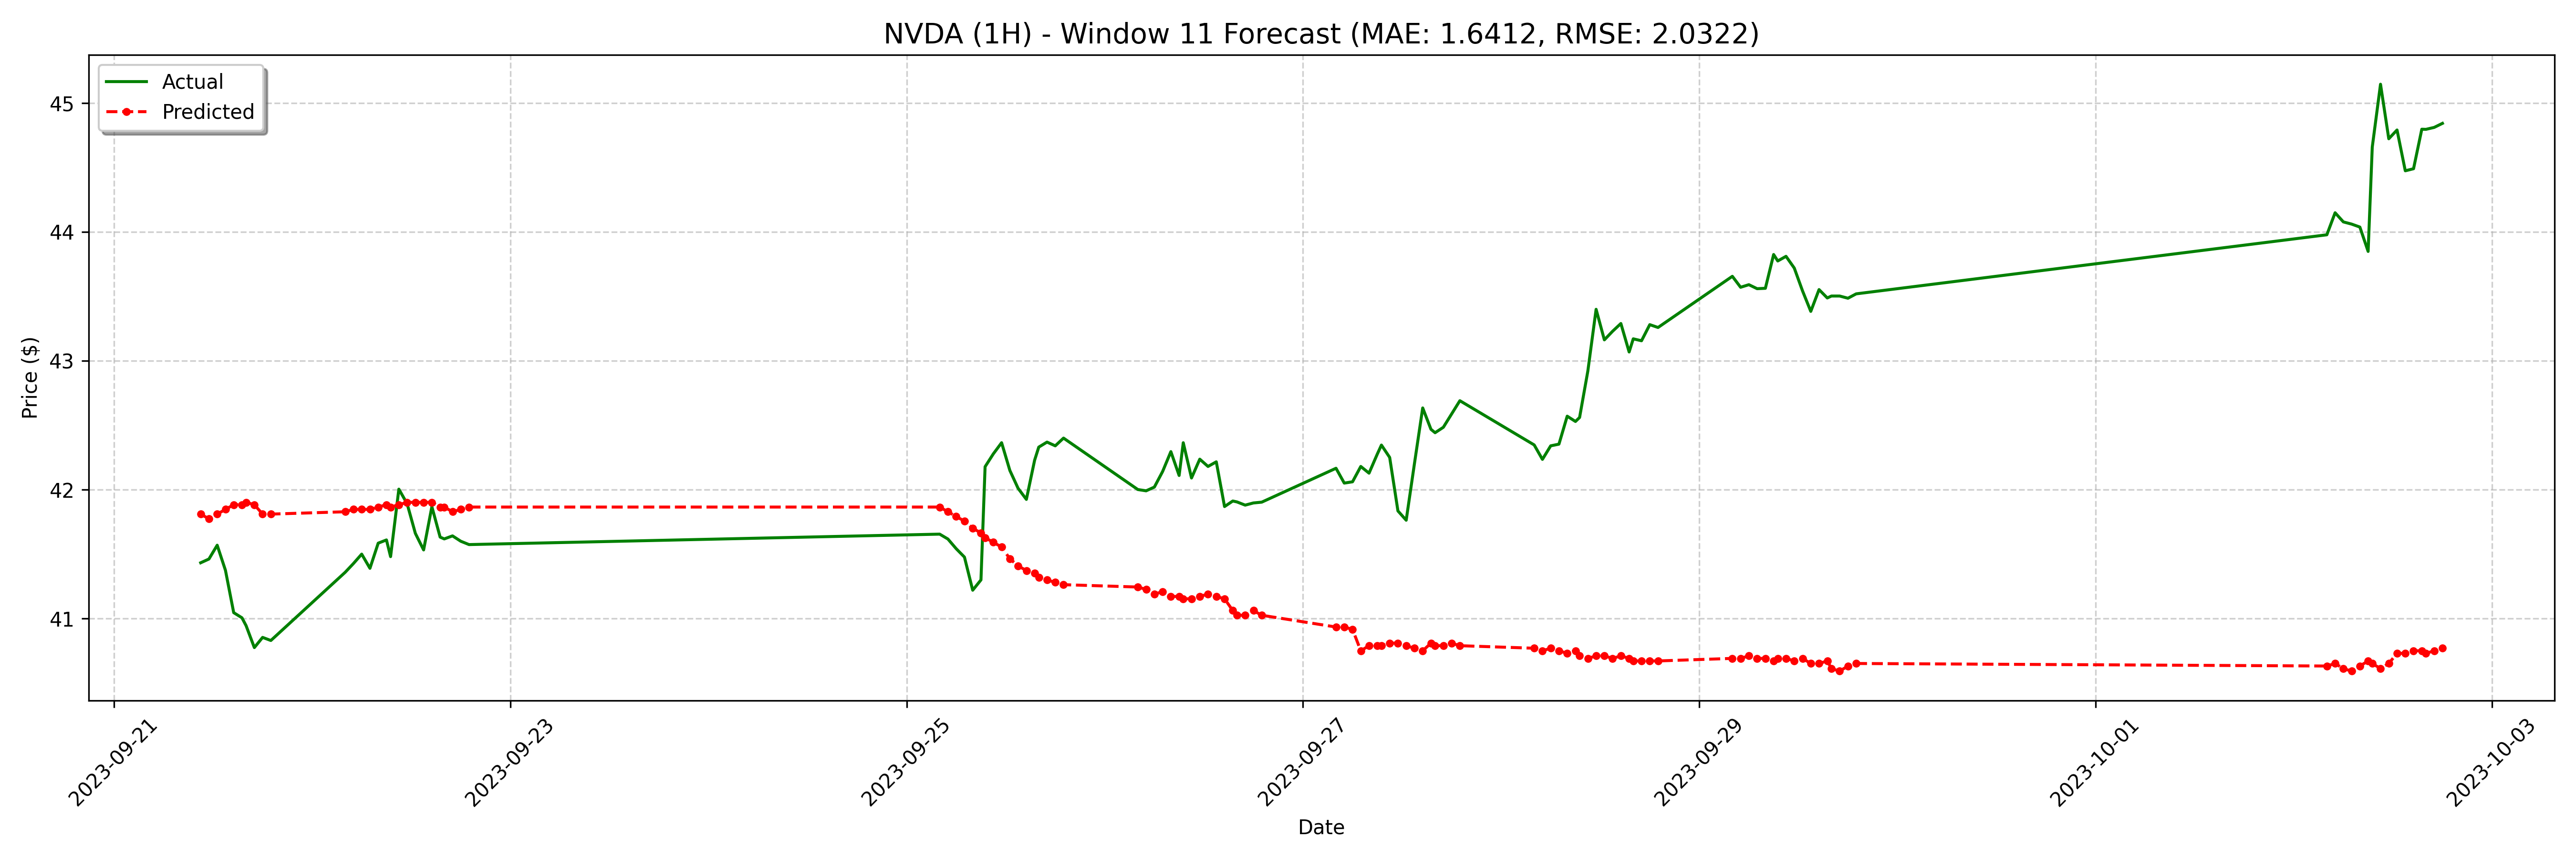 NVDA (1H) - Window 11 Forecast (MAE: 1.6412, RMSE: 2.0322)
Actual
Predicted
Price ($)
45
44
43
42
41
2023-09-21
2023-09-23
2023-09-25
2023-09-27
2023-09-29
2023-10-01
2023-10-03
Date